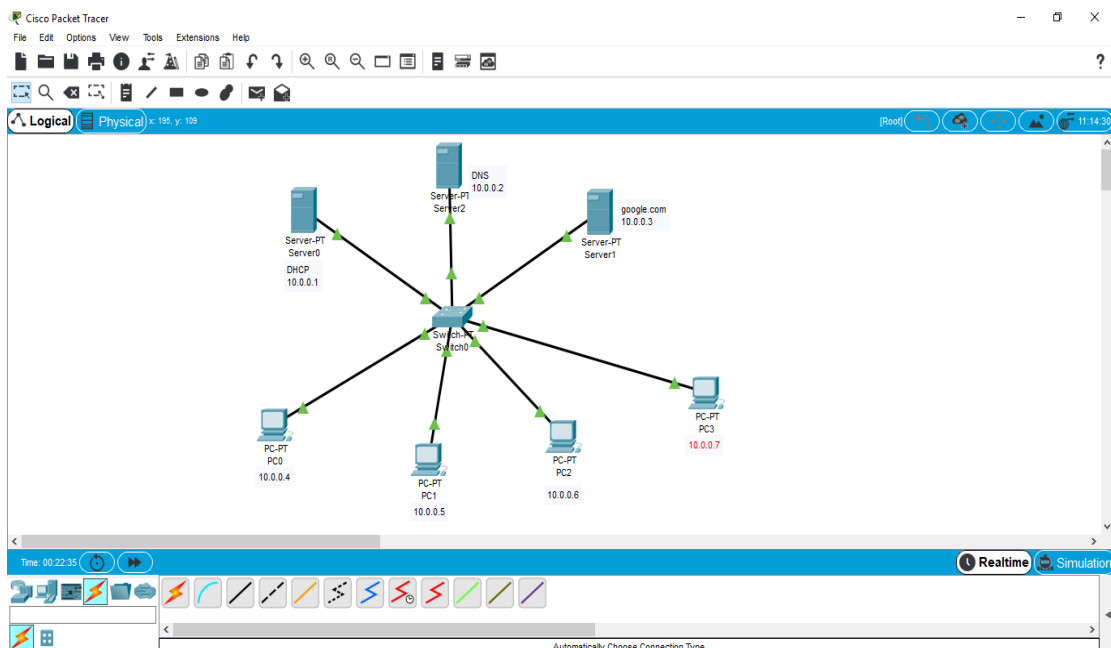 Cisco Packet Tracer
File Edit Options View Tools Extensions Help
?
Logical Physical x: 195, y: 109 [Root] 11:14:30
DNS
10.0.0.2
Server-PT
Server2
google.com
10.0.0.3
Server-PT
Server0
Server-PT
Server1
DHCP
10.0.0.1
Switch-PT
Switch0
PC-PT
PC3
10.0.0.7
PC-PT
PC0
10.0.0.4
PC-PT
PC2
10.0.0.6
PC-PT
PC1
10.0.0.5
Time: 00:22:35 Realtime Simulation
Automatically Choose Connection Type